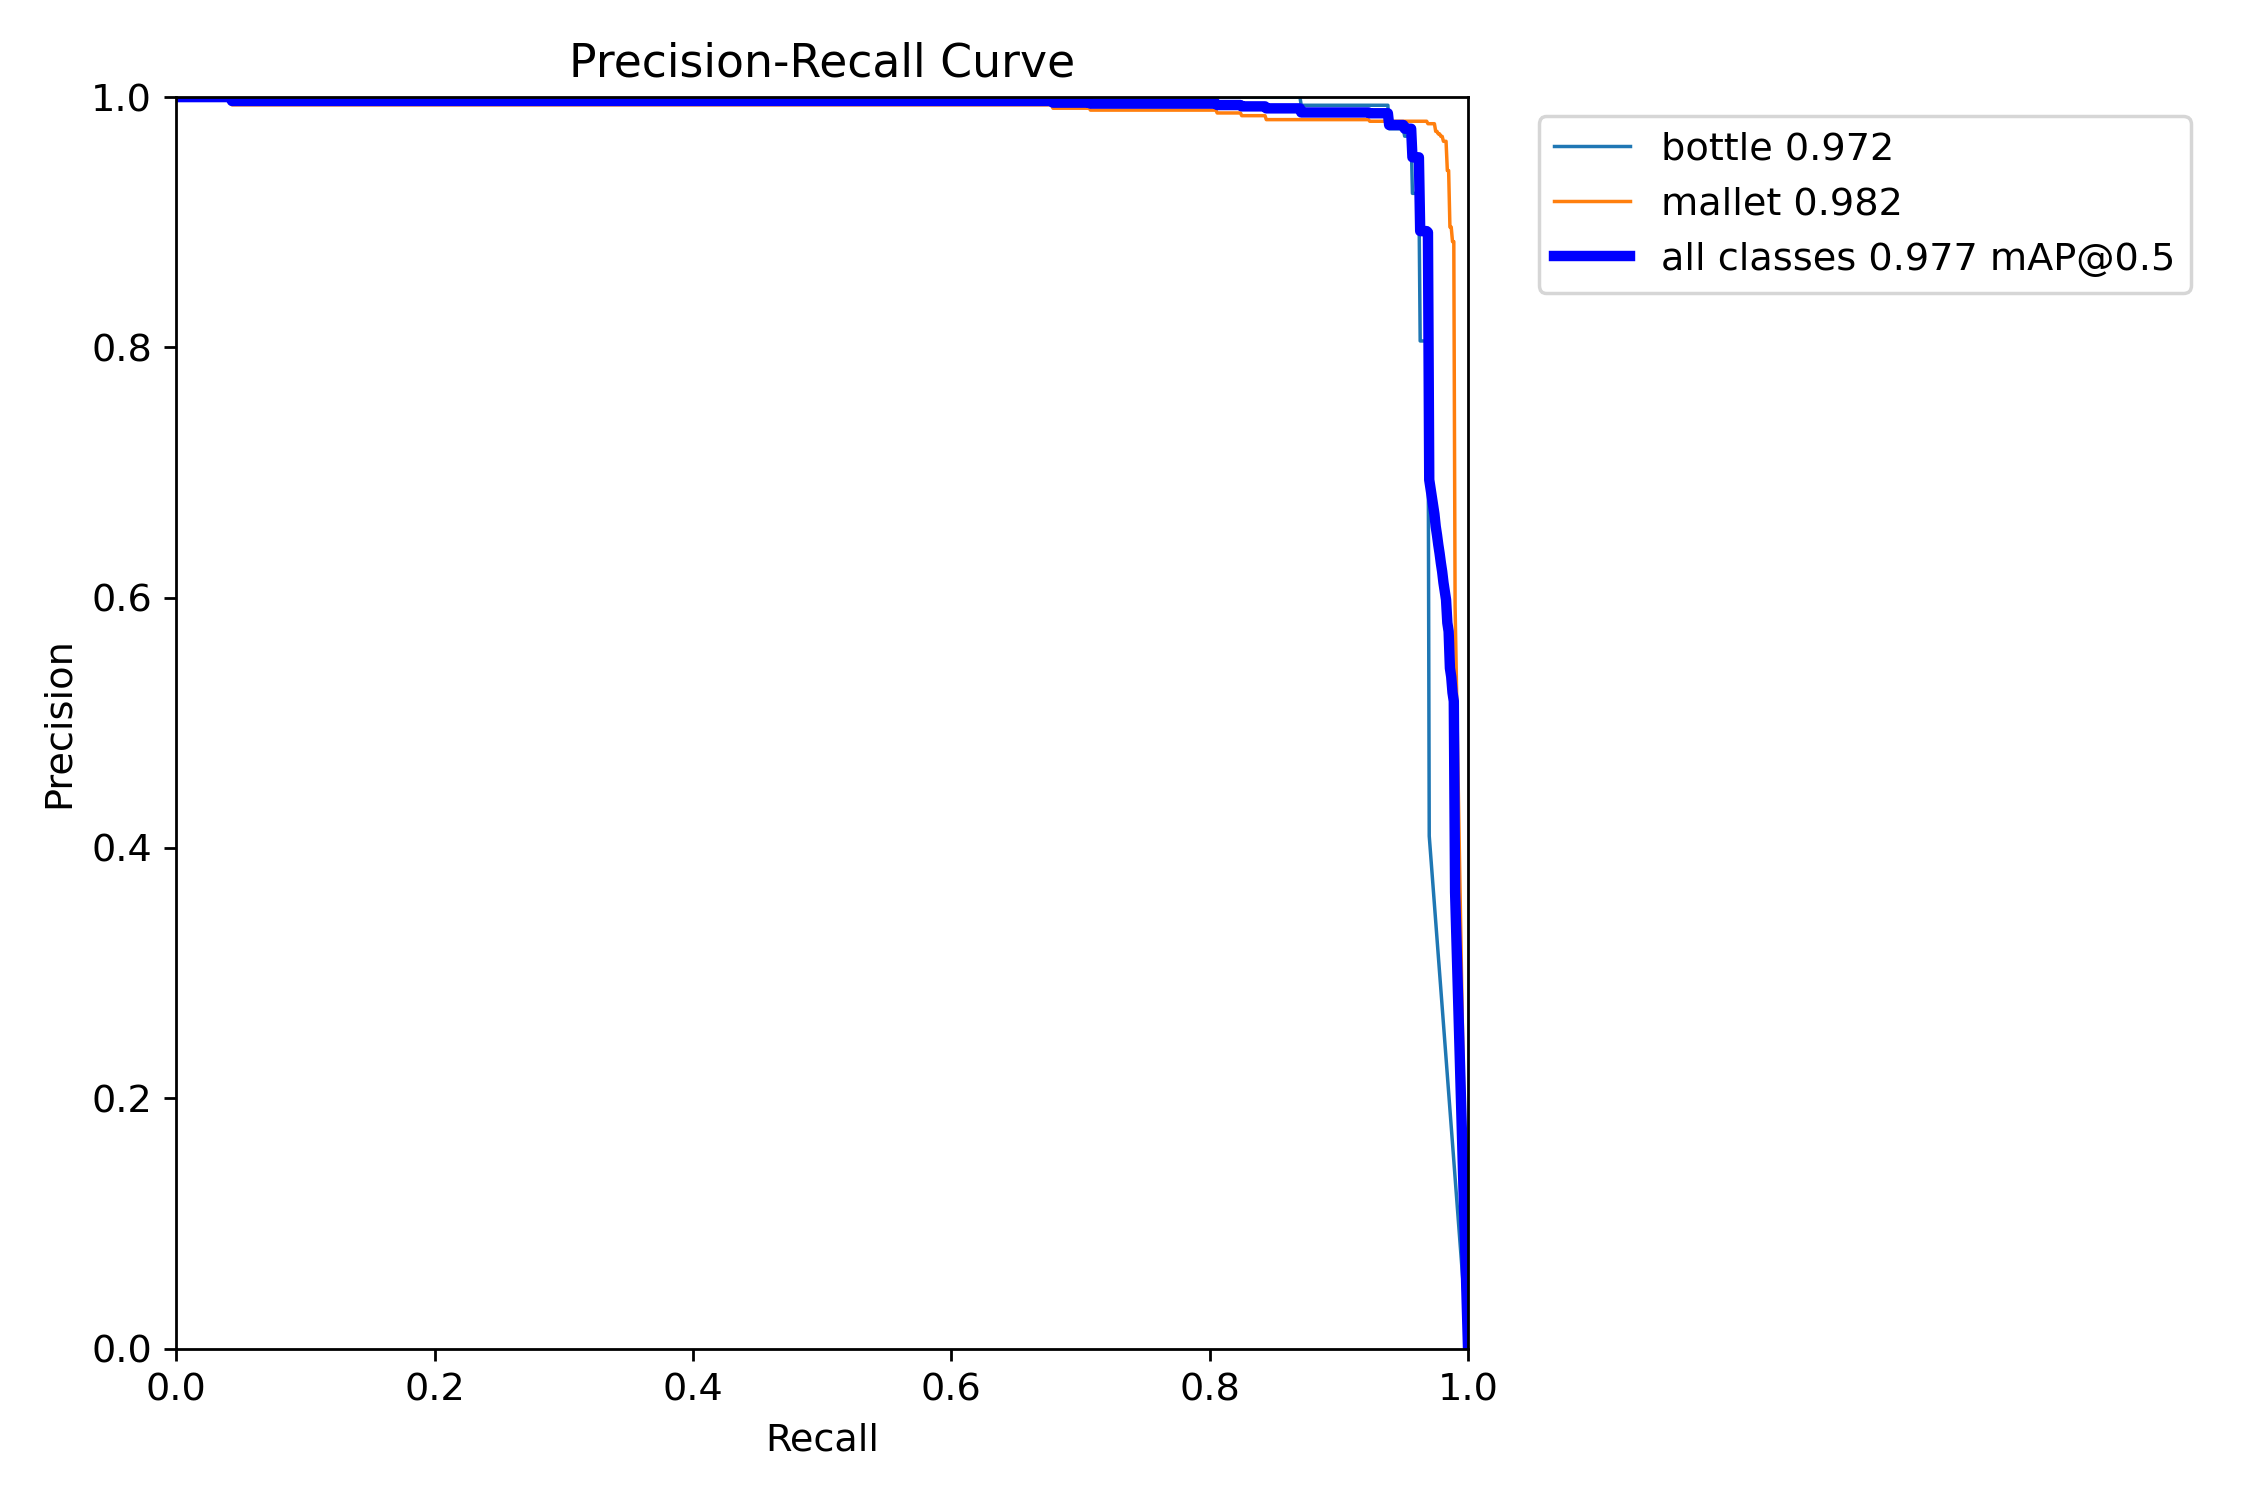 Precision-Recall Curve
1.0
0.8
0.6
0.4
0.2
0.0
Precision
0.0 0.2 0.4 0.6 0.8 1.0
Recall
bottle 0.972
mallet 0.982
all classes 0.977 mAP@0.5